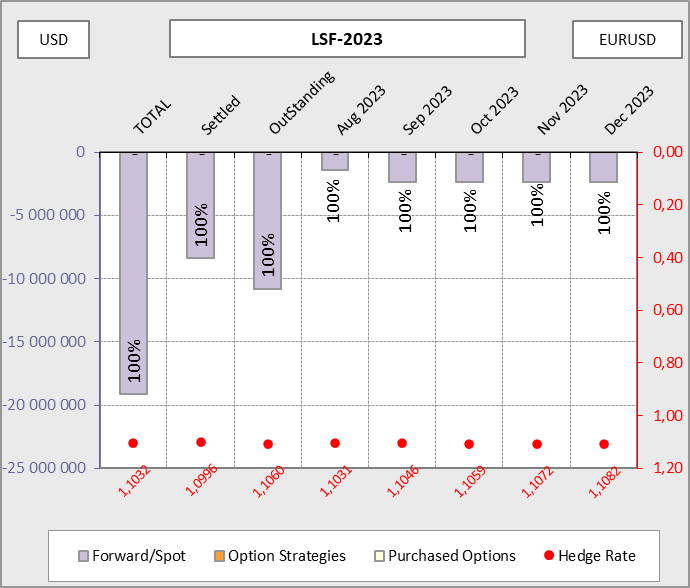 USD
LSF-2023
EURUSD
TOTAL
Settled
OutStanding
Aug 2023
Sep 2023
Oct 2023
Nov 2023
Dec 2023
0
-5 000 000
-10 000 000
-15 000 000
-20 000 000
-25 000 000
0,00
0,20
0,40
0,60
0,80
1,00
1,20
100%
100%
100%
100%
100%
100%
100%
100%
1,1032
1,0996
1,1060
1,1031
1,1046
1,1059
1,1072
1,1082
Forward/Spot Option Strategies Purchased Options Hedge Rate